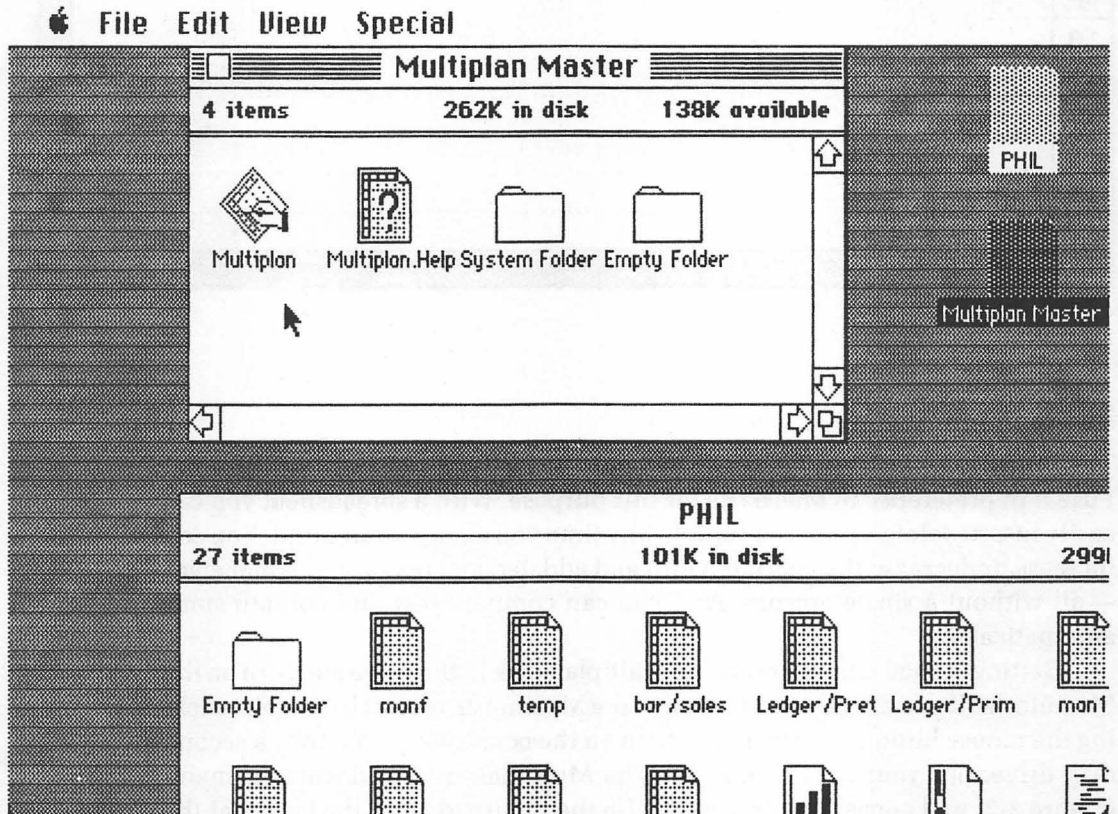 File Edit View Special
Multiplan Master
4 items 262K in disk 138K available
PHIL
Multiplan Multiplan.Help System Folder Empty Folder
Multiplan Master
PHIL
27 items 101K in disk 299
Empty Folder manf temp bar/sales Ledger/Pret Ledger/Prim man1